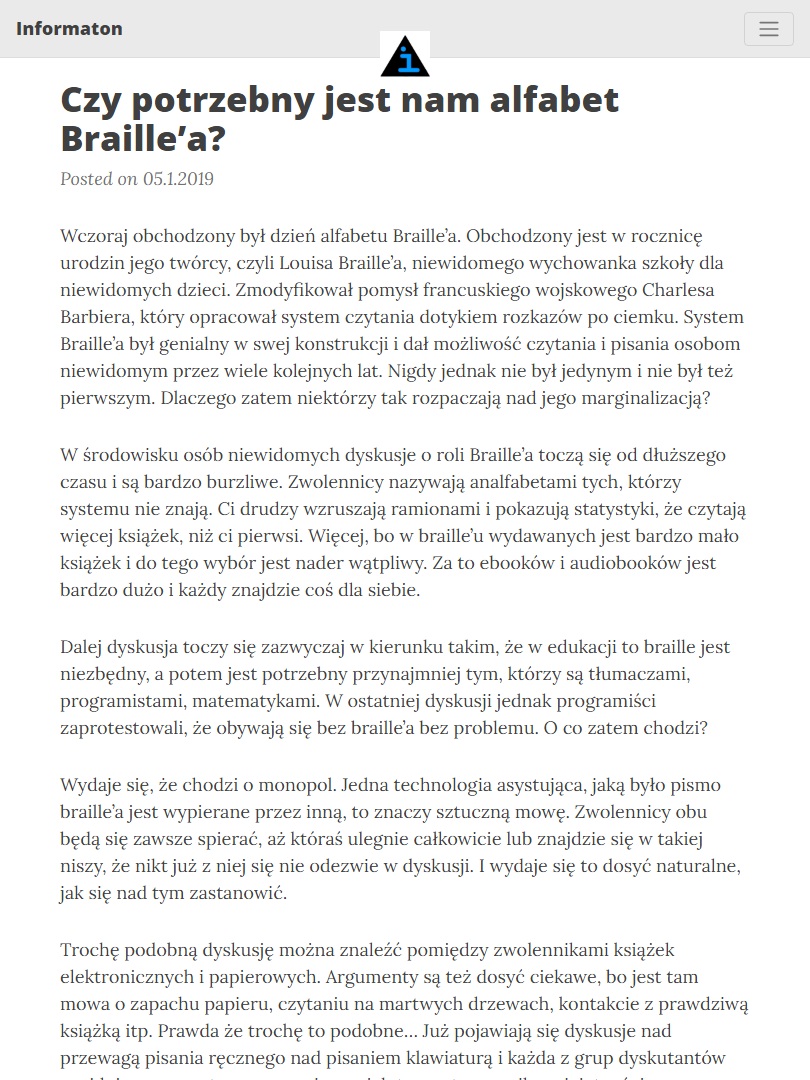 Informaton
i
Czy potrzebny jest nam alfabet
Braille’a?
Posted on 05.1.2019
Wczoraj obchodzony był dzień alfabetu Braille’a. Obchodzony jest w rocznicę
urodzin jego twórcy, czyli Louisa Braille’a, niewidomego wychowanka szkoły dla
niewidomych dzieci. Zmodyfikował pomysł francuskiego wojskowego Charlesa
Barbiera, który opracował system czytania dotykiem rozkazów po ciemku. System
Braille’a był genialny w swej konstrukcji i dał możliwość czytania i pisania osobom
niewidomym przez wiele kolejnych lat. Nigdy jednak nie był jedynym i nie był też
pierwszym. Dlaczego zatem niektórzy tak rozpaczają nad jego marginalizacją?
W środowisku osób niewidomych dyskusje o roli Braille’a toczą się od dłuższego
czasu i są bardzo burzliwe. Zwolennicy nazywają analfabetami tych, którzy
systemu nie znają. Ci drudzy wzruszają ramionami i pokazują statystyki, że czytają
więcej książek, niż ci pierwsi. Więcej, bo w braille’u wydawanych jest bardzo mało
książek i do tego wybór jest nader wątpliwy. Za to ebooków i audiobooków jest
bardzo dużo i każdy znajdzie coś dla siebie.
Dalej dyskusja toczy się zazwyczaj w kierunku takim, że w edukacji to braille jest
niezbędny, a potem jest potrzebny przynajmniej tym, którzy są tłumaczami,
programistami, matematykami. W ostatniej dyskusji jednak programiści
zaprotestowali, że obywają się bez braille’a bez problemu. O co zatem chodzi?
Wydaje się, że chodzi o monopol. Jedna technologia asystująca, jaką było pismo
braille’a jest wypierane przez inną, to znaczy sztuczną mowę. Zwolennicy obu
będą się zawsze spierać, aż któraś ulegnie całkowicie lub znajdzie się w takiej
niszy, że nikt już z niej się nie odezwie w dyskusji. I wydaje się to dosyć naturalne,
jak się nad tym zastanowić.
Trochę podobną dyskusję można znaleźć pomiędzy zwolennikami książek
elektronicznych i papierowych. Argumenty są też dosyć ciekawe, bo jest tam
mowa o zapachu papieru, czytaniu na martwych drzewach, kontakcie z prawdziwą
książką itp. Prawda że trochę to podobne… Już pojawiają się dyskusje nad
przewagą pisania ręcznego nad pisaniem klawiaturą i każda z grup dyskutantów